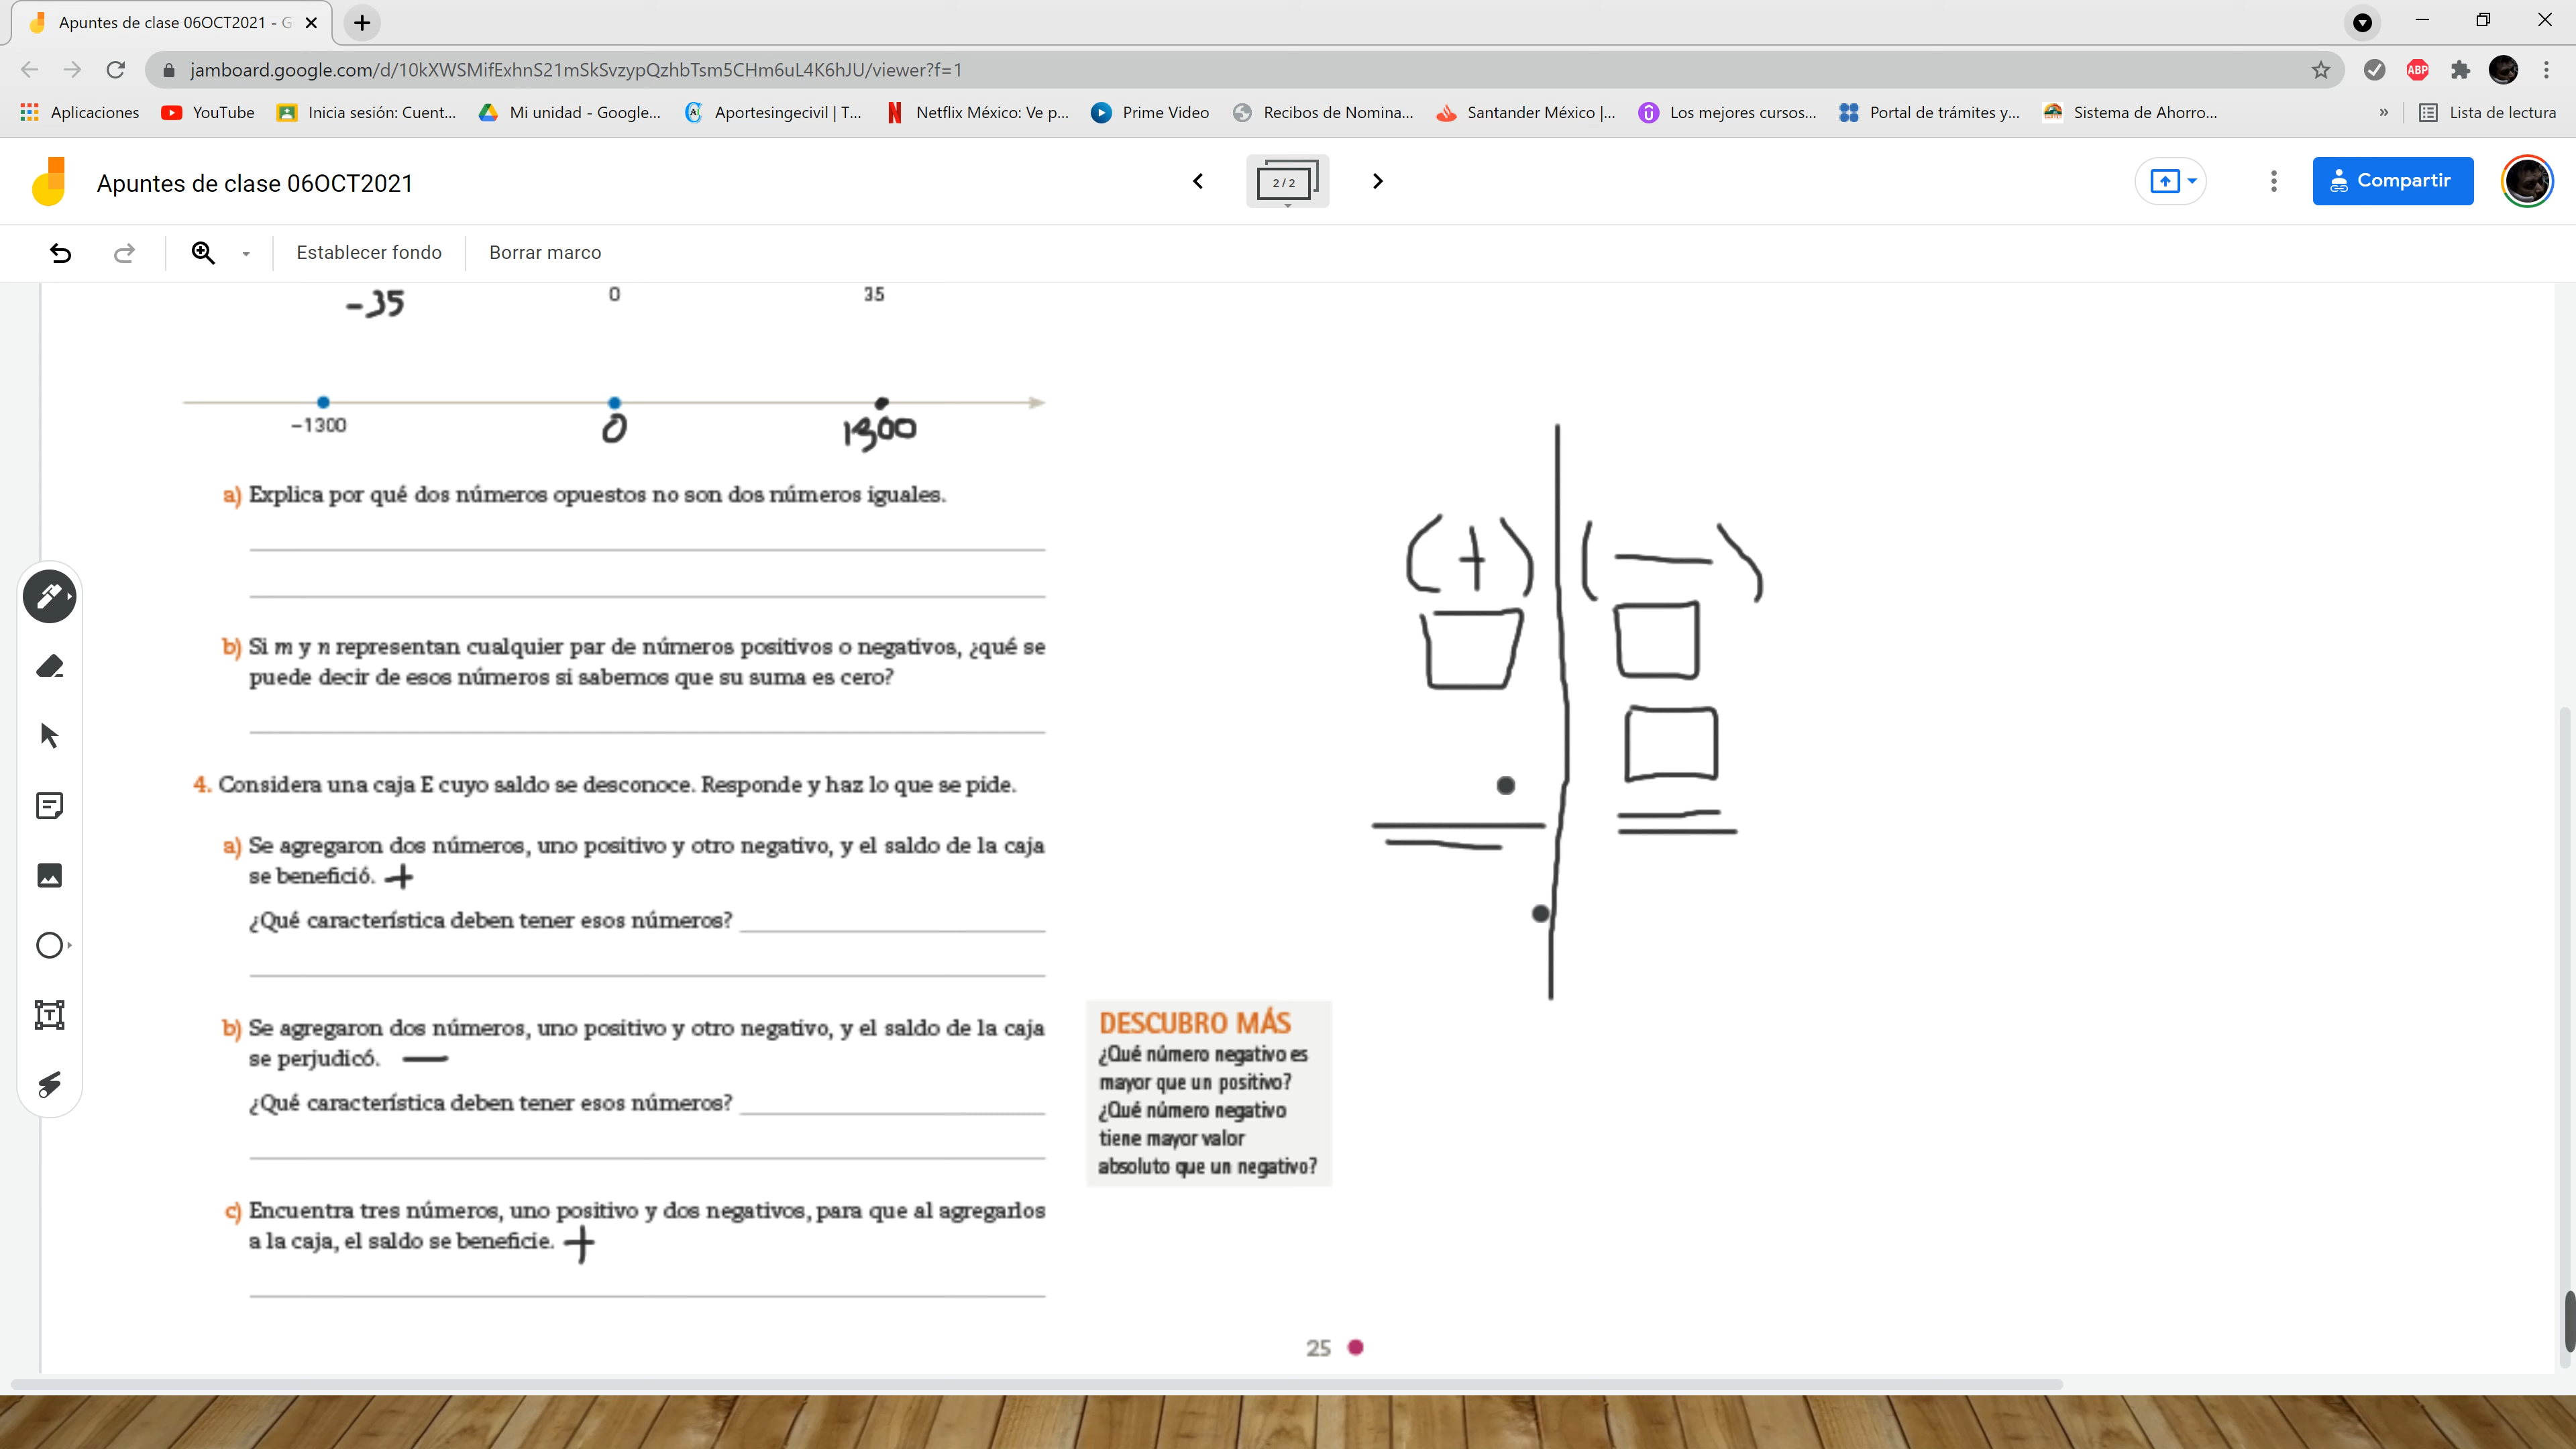 Apuntes de clase 06OCT2021 - G
jamboard.google.com/d/10kXWSMifExhnS21mSkSvzypQzhbTsm5CHm6uL4K6hJU/viewer?f=1
ABP
Aplicaciones YouTube Inicia sesión: Cuent... Mi unidad - Google... Aportesingecivil | T... Netflix México: Ve p... Prime Video Recibos de Nomina... Santander México |... Los mejores cursos... Portal de trámites y... Sistema de Ahorro... » Lista de lectura
Apuntes de clase 06OCT2021
2 / 2
Compartir
Establecer fondo Borrar marco
-35 0 35
-1300 0 1300
a) Explica por qué dos números opuestos no son dos números iguales.
b) Si m y n representan cualquier par de números positivos o negativos, ¿qué se
puede decir de esos números si sabemos que su suma es cero?
4. Considera una caja E cuyo saldo se desconoce. Responde y haz lo que se pide.
a) Se agregaron dos números, uno positivo y otro negativo, y el saldo de la caja
se benefició. +
¿Qué característica deben tener esos números?
b) Se agregaron dos números, uno positivo y otro negativo, y el saldo de la caja
se perjudicó. —
¿Qué característica deben tener esos números?
c) Encuentra tres números, uno positivo y dos negativos, para que al agregarlos
a la caja, el saldo se beneficie. +
(+) (—)
DESCUBRO MÁS
¿Qué número negativo es
mayor que un positivo?
¿Qué número negativo
tiene mayor valor
absoluto que un negativo?
25